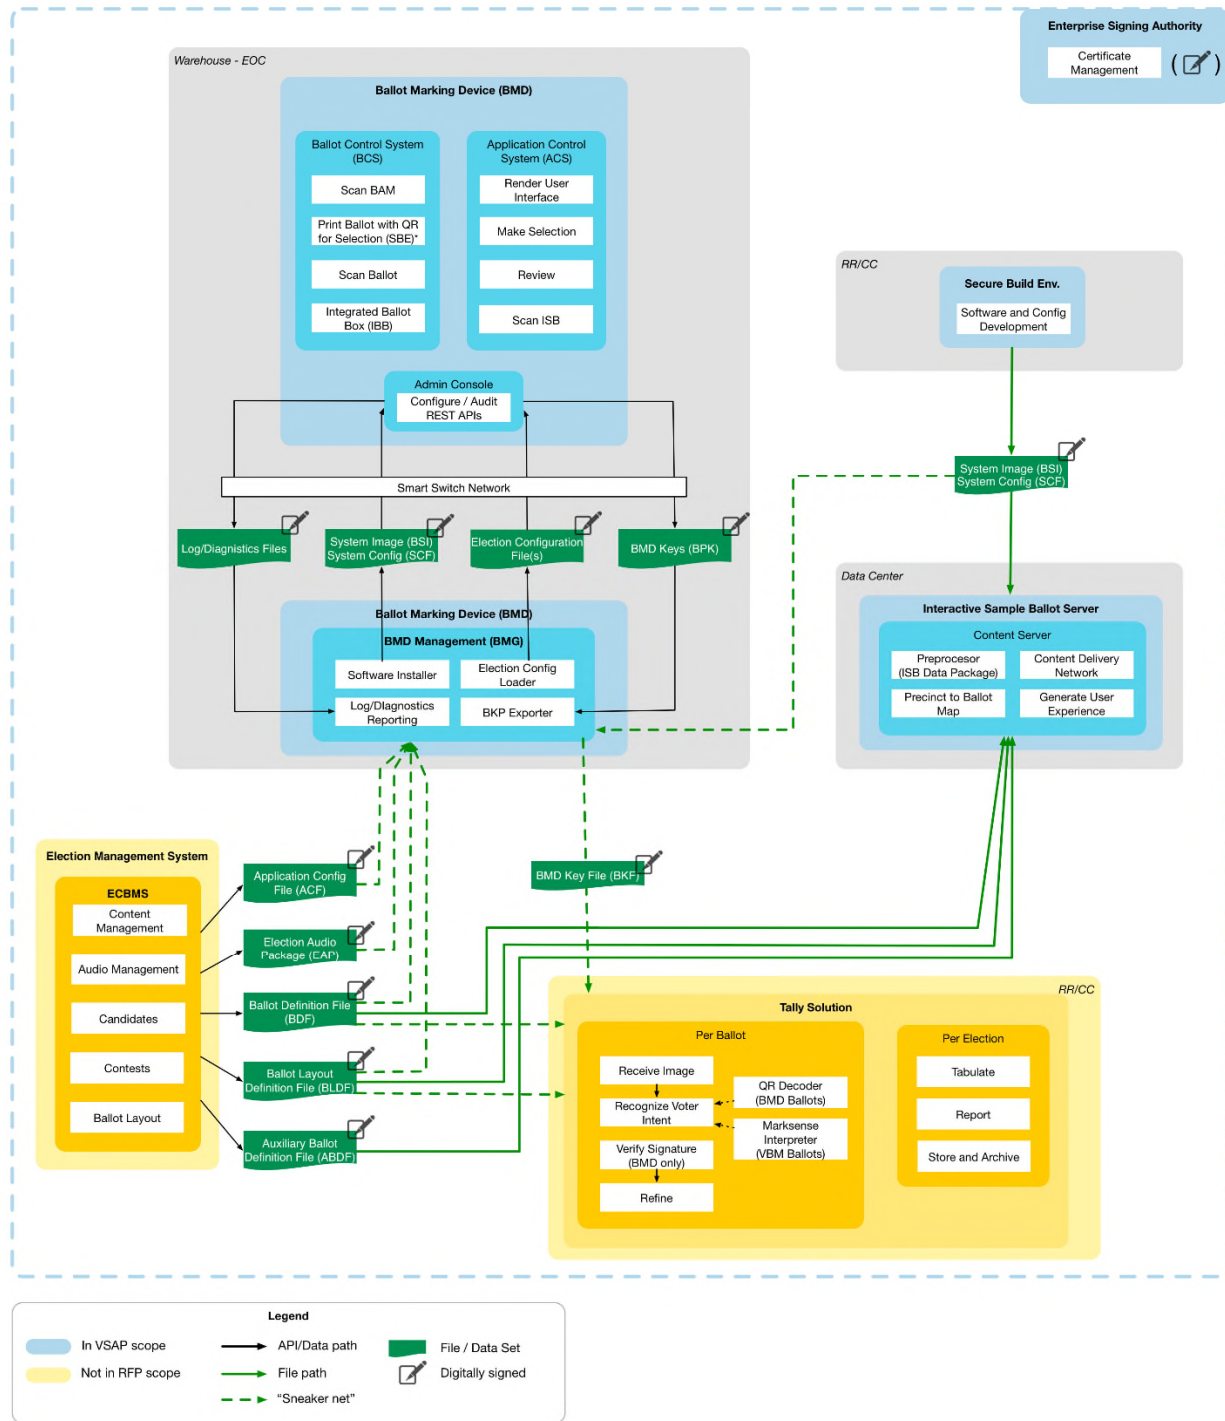 Enterprise Signing Authority
Certificate
Management
( )
Warehouse - EOC
Ballot Marking Device (BMD)
Ballot Control System
(BCS)
Scan BAM
Print Ballot with QR
for Selection (SBE)*
Scan Ballot
Integrated Ballot
Box (IBB)
Application Control
System (ACS)
Render User
Interface
Make Selection
Review
Scan ISB
Admin Console
Configure / Audit
REST APIs
Smart Switch Network
Log/Diagnostics Files
System Image (BSI)
System Config (SCF)
Election Configuration
File(s)
BMD Keys (BPK)
Ballot Marking Device (BMD)
BMD Management (BMG)
Software Installer
Election Config
Loader
Log/Diagnostics
Reporting
BKP Exporter
RR/CC
Secure Build Env.
Software and Config
Development
System Image (BSI)
System Config (SCF)
Data Center
Interactive Sample Ballot Server
Content Server
Preprocesor
(ISB Data Package)
Content Delivery
Network
Precinct to Ballot
Map
Generate User
Experience
Election Management System
ECBMS
Content
Management
Audio Management
Candidates
Contests
Ballot Layout
Application Config
File (ACF)
Election Audio
Package (EAP)
Ballot Definition File
(BDF)
Ballot Layout
Definition File (BLDF)
Auxiliary Ballot
Definition File (ABDF)
BMD Key File (BKF)
RR/CC
Tally Solution
Per Ballot
Receive Image
Recognize Voter
Intent
Verify Signature
(BMD only)
Refine
QR Decoder
(BMD Ballots)
Marksense
Interpreter
(VBM Ballots)
Per Election
Tabulate
Report
Store and Archive
Legend
In VSAP scope
Not in RFP scope
API/Data path
File path
"Sneaker net"
File / Data Set
Digitally signed